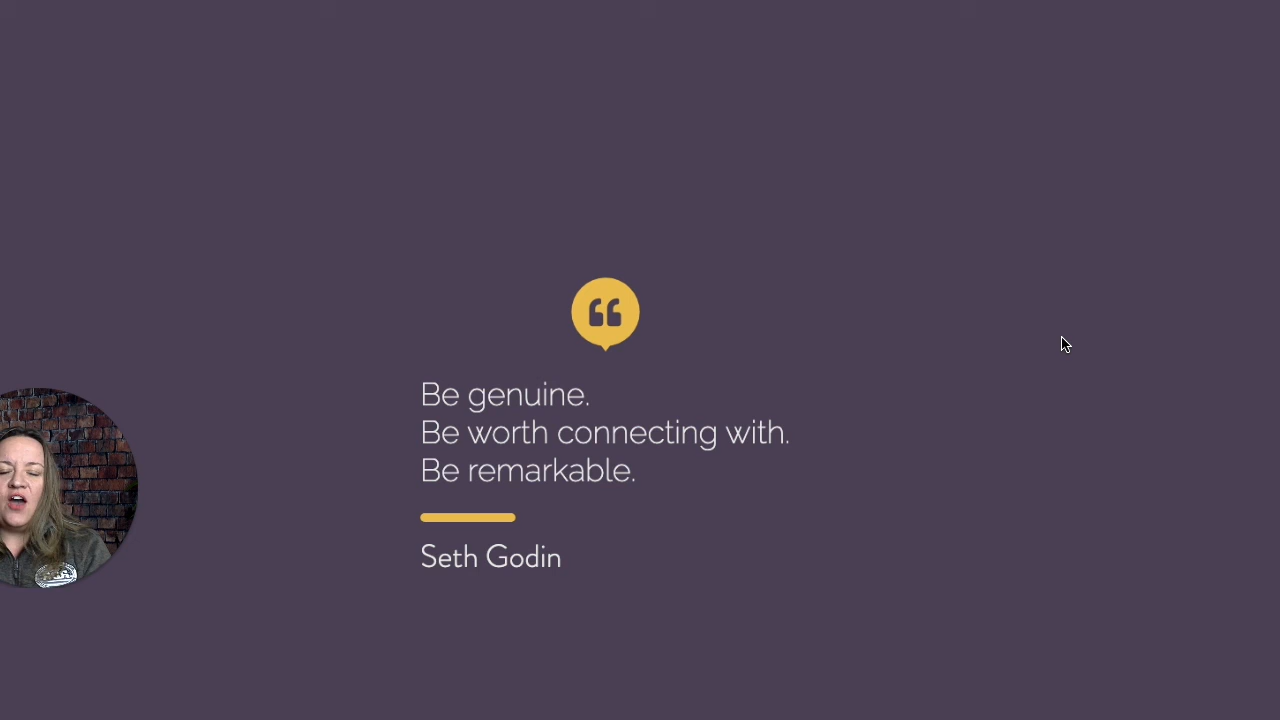 Be genuine.
Be worth connecting with.
Be remarkable.
Seth Godin